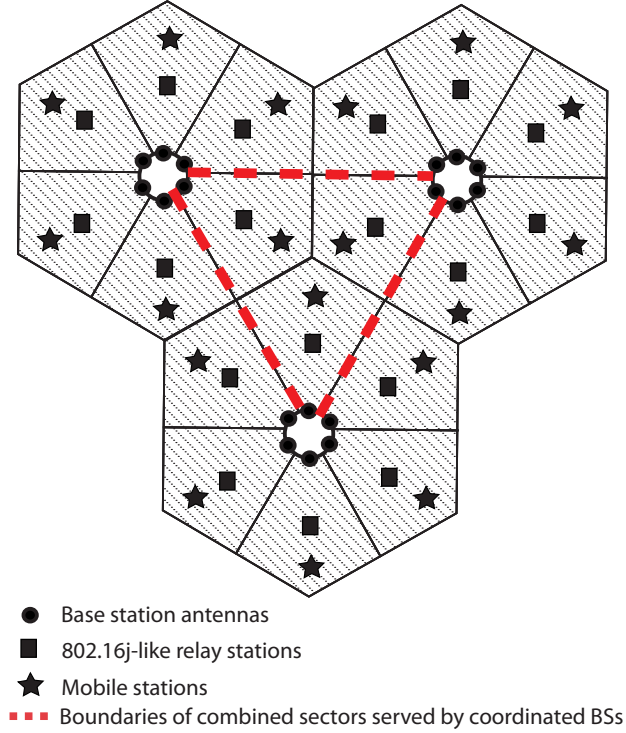 Base station antennas
802.16j-like relay stations
Mobile stations
Boundaries of combined sectors served by coordinated BSs